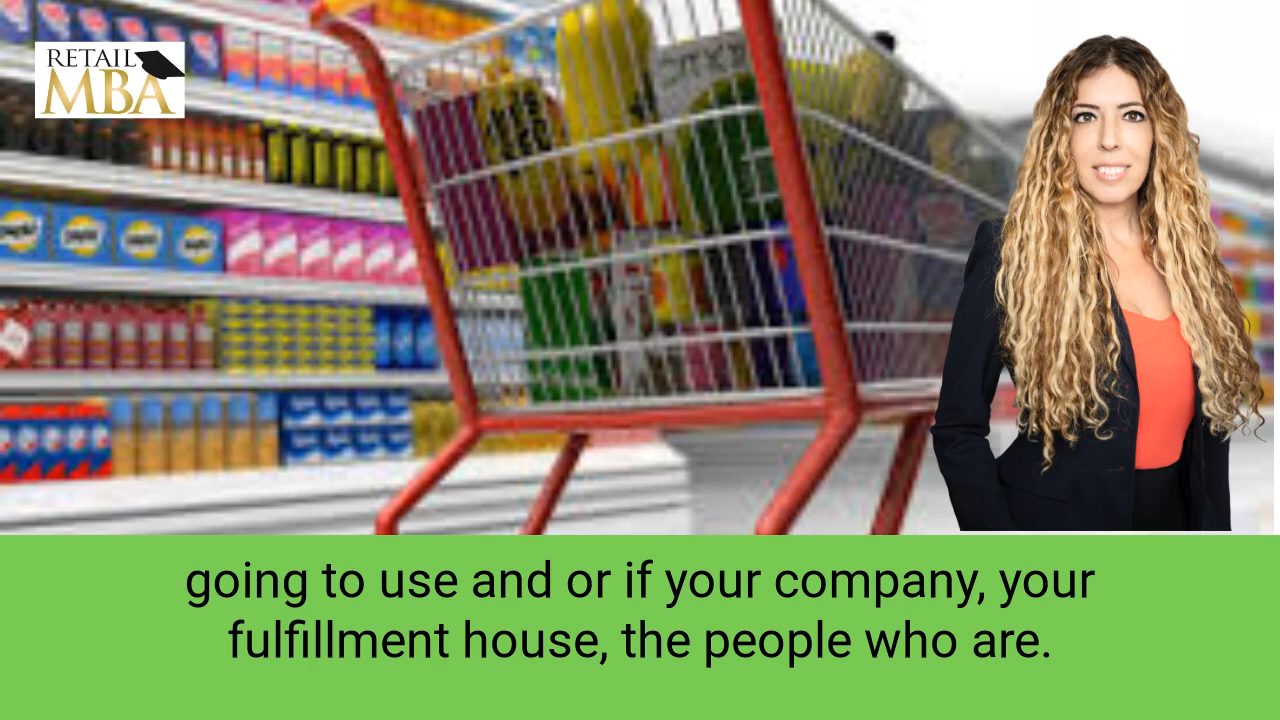 RETAIL
MBA
going to use and or if your company, your
fulfillment house, the people who are.